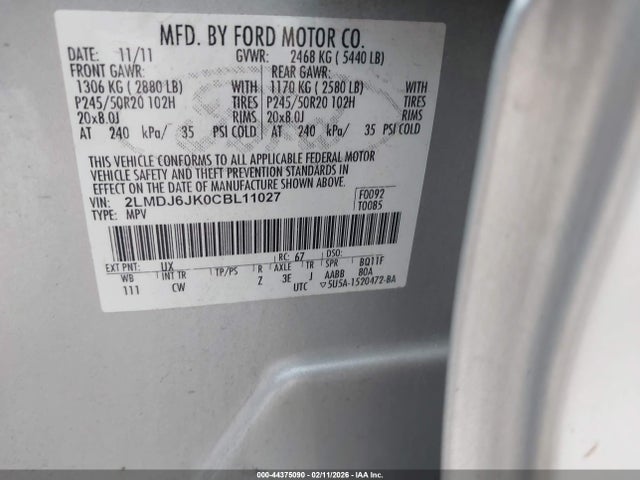 MFD. BY FORD MOTOR CO.
DATE: 11/11 GVWR: 2468 KG ( 5440 LB)
FRONT GAWR: REAR GAWR:
1306 KG ( 2880 LB) WITH 1170 KG ( 2580 LB) WITH
P245/50R20 102H TIRES P245/50R20 102H TIRES
20x8.0J RIMS 20x8.0J RIMS
AT 240 kPa/ 35 PSI COLD AT 240 kPa/ 35 PSI COLD
THIS VEHICLE CONFORMS TO ALL APPLICABLE FEDERAL MOTOR
VEHICLE SAFETY AND THEFT PREVENTION STANDARDS IN EFFECT
ON THE DATE OF MANUFACTURE SHOWN ABOVE.
VIN: 2LMDJ6JK0CBL11027 F0092
TYPE: MPV T0085
EXT PNT: UX RC: 67 DSO:
WB INT TR TP/PS R AXLE TR SPR BQ11F
111 CW Z 3E J AABB 80A
UTC 5U5A-1520472-BA
000-44375090 - 02/11/2026 - IAAI Inc.